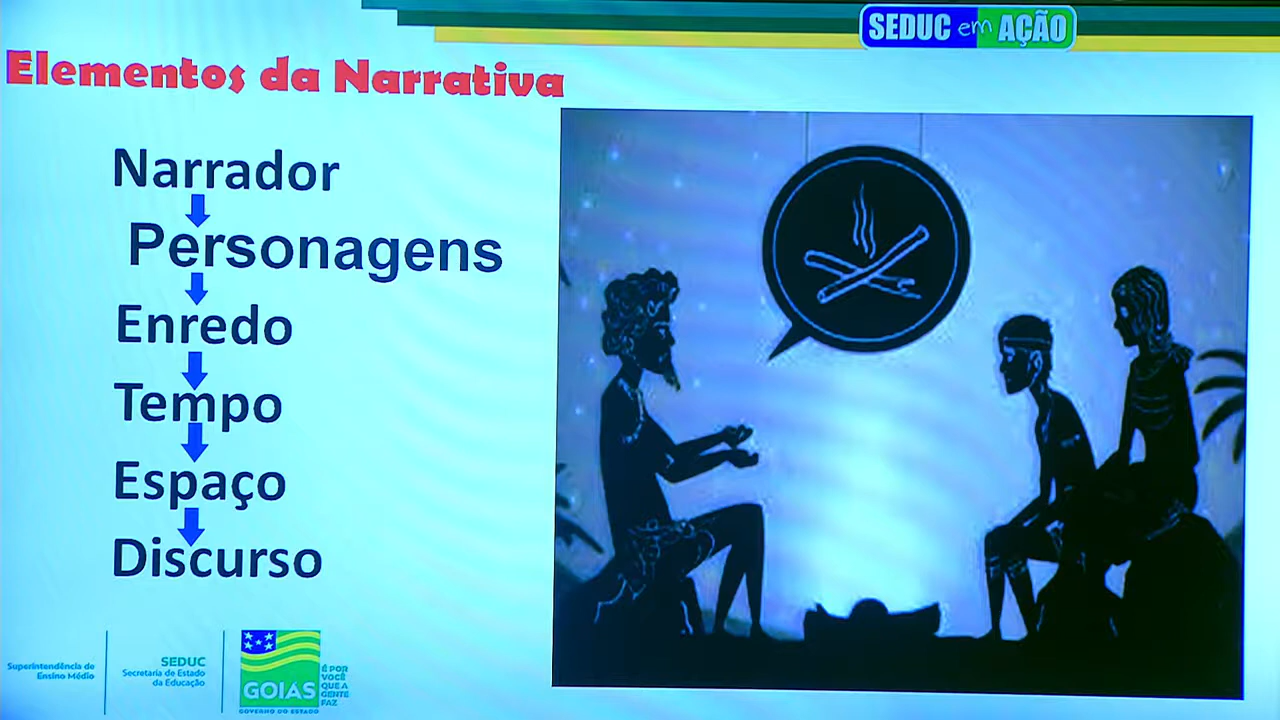 SEDUC em AÇÃO
Elementos da Narrativa
Narrador
Personagens
Enredo
Tempo
Espaço
Discurso
Superintendência de
Ensino Médio
SEDUC
Secretaria de Estado
da Educação
GOIÁS
GOVERNO DO ESTADO
É POR
VOCÊ
QUE A
GENTE
FAZ